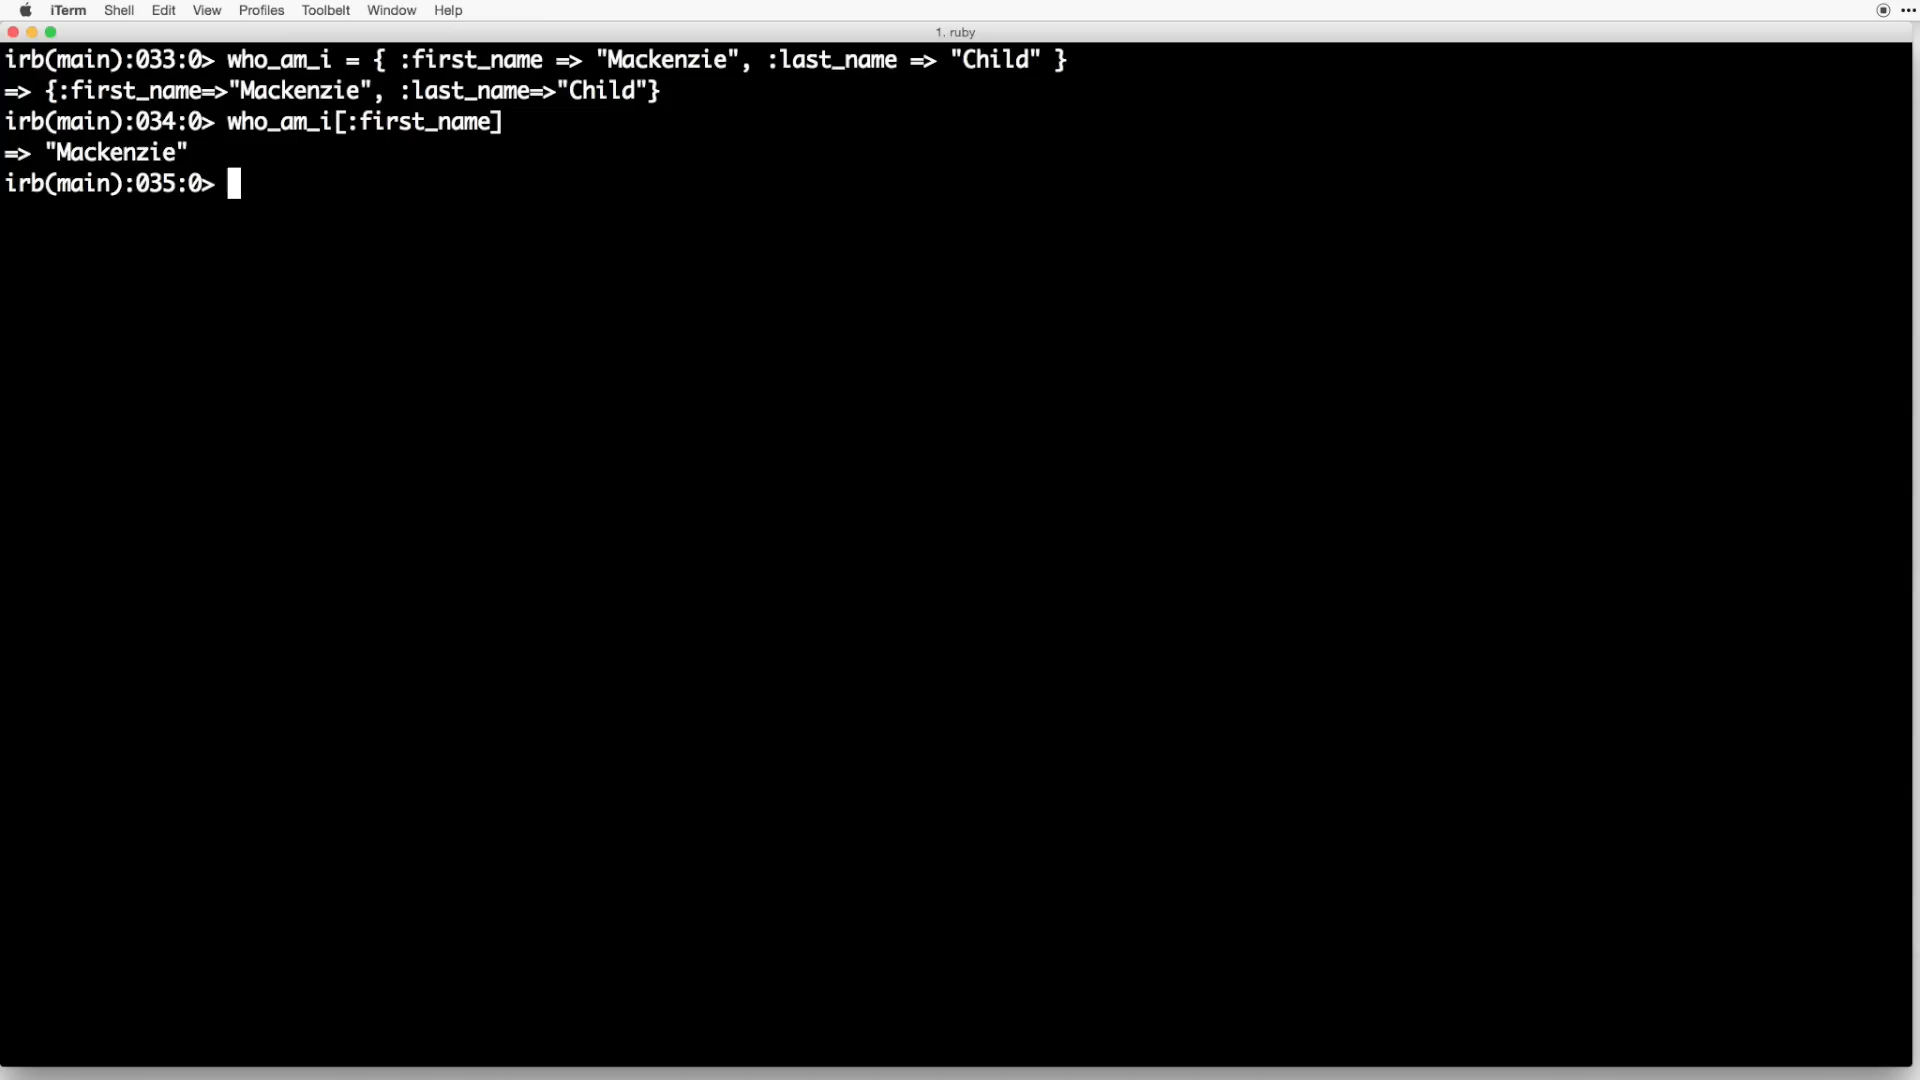 iTerm Shell Edit View Profiles Toolbelt Window Help
1. ruby
irb(main):033:0> who_am_i = { :first_name => "Mackenzie", :last_name => "Child" }
=> {:first_name=>"Mackenzie", :last_name=>"Child"}
irb(main):034:0> who_am_i[:first_name]
=> "Mackenzie"
irb(main):035:0>